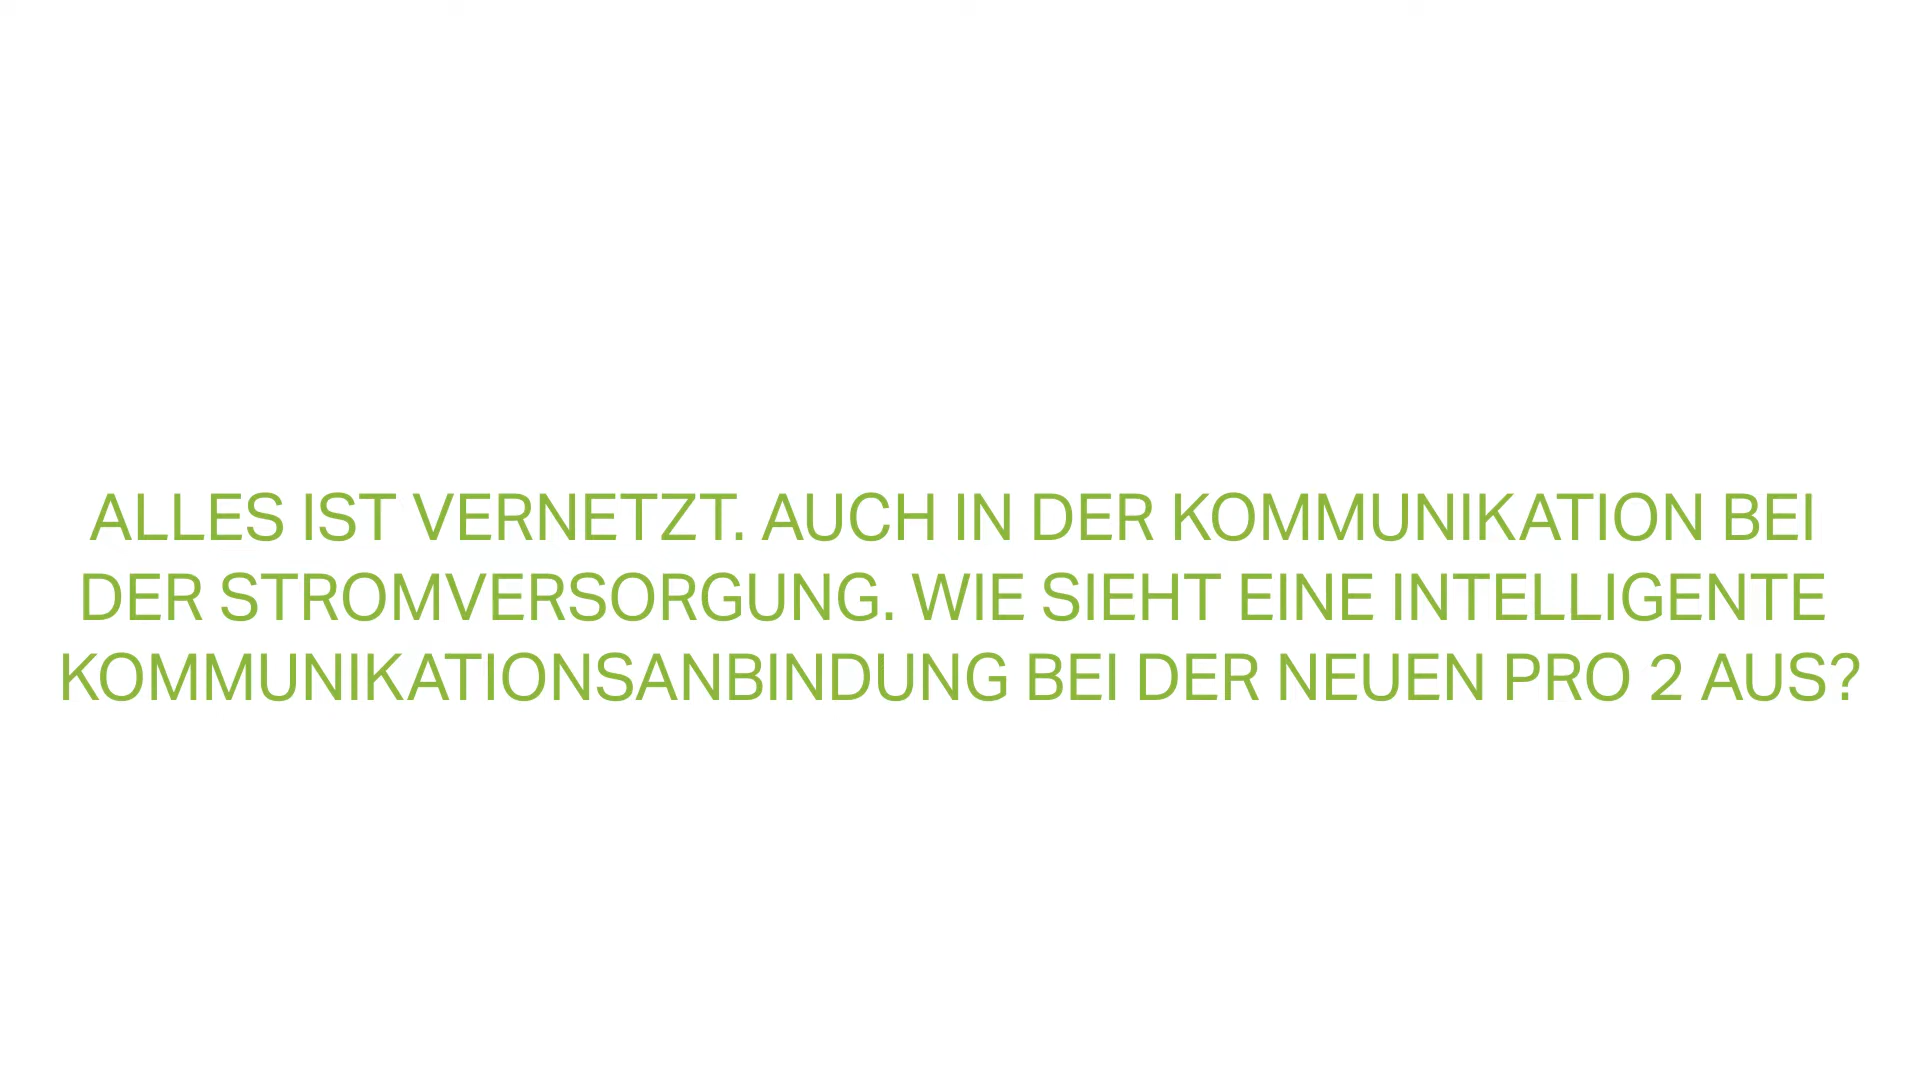 ALLES IST VERNETZT. AUCH IN DER KOMMUNIKATION BEI
DER STROMVERSORGUNG. WIE SIEHT EINE INTELLIGENTE
KOMMUNIKATIONSANBINDUNG BEI DER NEUEN PRO 2 AUS?